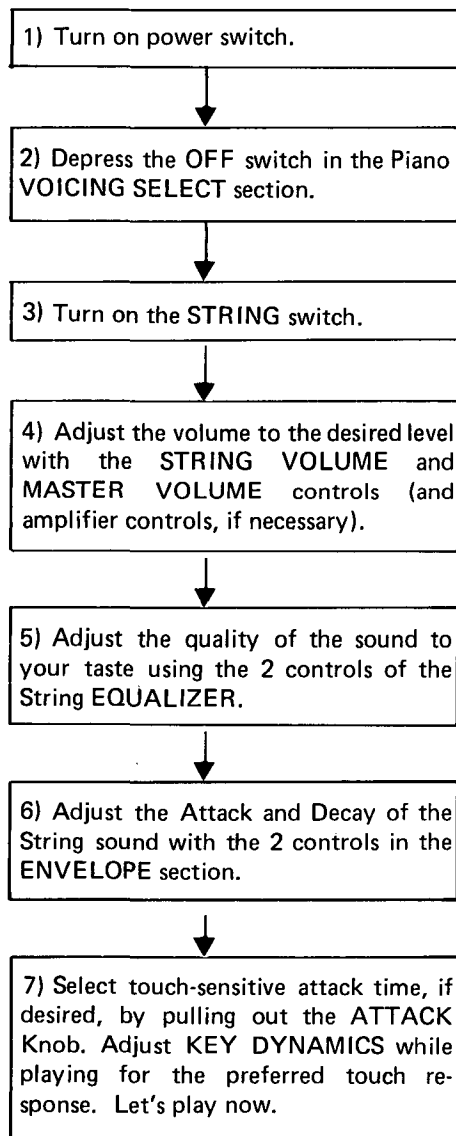 1) Turn on power switch.
2) Depress the OFF switch in the Piano
VOICING SELECT section.
3) Turn on the STRING switch.
4) Adjust the volume to the desired level
with the STRING VOLUME and
MASTER VOLUME controls (and
amplifier controls, if necessary).
5) Adjust the quality of the sound to
your taste using the 2 controls of the
String EQUALIZER.
6) Adjust the Attack and Decay of the
String sound with the 2 controls in the
ENVELOPE section.
7) Select touch-sensitive attack time, if
desired, by pulling out the ATTACK
Knob. Adjust KEY DYNAMICS while
playing for the preferred touch re-
sponse. Let's play now.